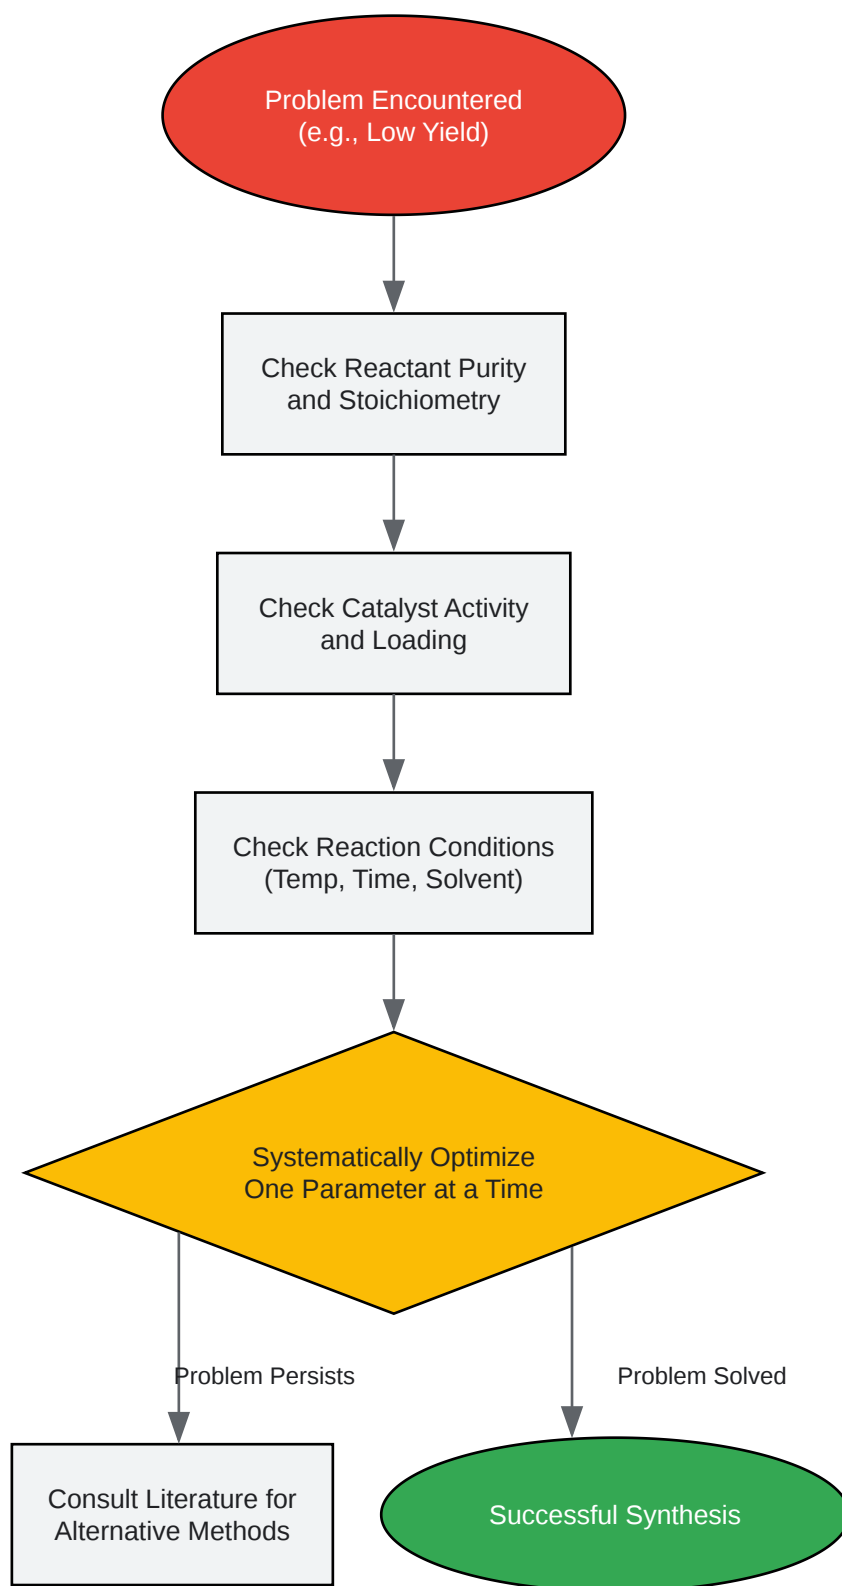 Problem Encountered
(e.g., Low Yield)
Check Reactant Purity
and Stoichiometry
Check Catalyst Activity
and Loading
Check Reaction Conditions
(Temp, Time, Solvent)
Systematically Optimize
One Parameter at a Time
Problem Persists
Problem Solved
Consult Literature for
Alternative Methods
Successful Synthesis